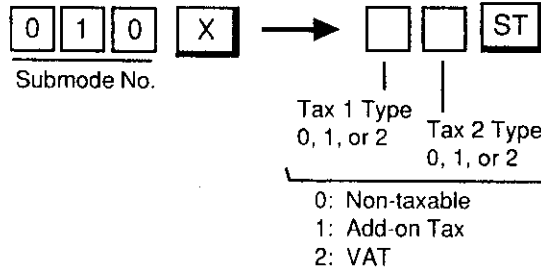 0 1 0 X ST
Submode No.
Tax 1 Type
0, 1, or 2
Tax 2 Type
0, 1, or 2
0: Non-taxable
1: Add-on Tax
2: VAT